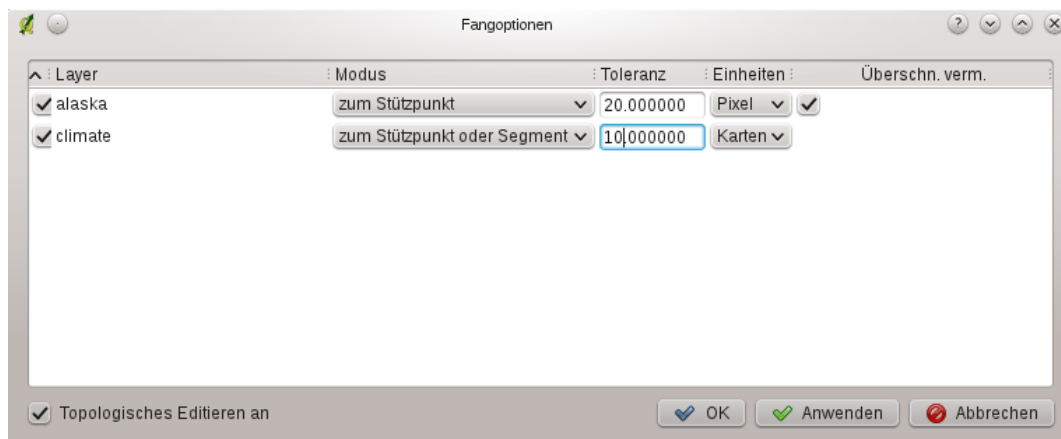 Fangoptionen
Layer Modus Toleranz Einheiten Überschn. verm.
alaska zum Stützpunkt 20.000000 Pixel
climate zum Stützpunkt oder Segment 10.000000 Karten
Topologisches Editieren an OK Anwenden Abbrechen